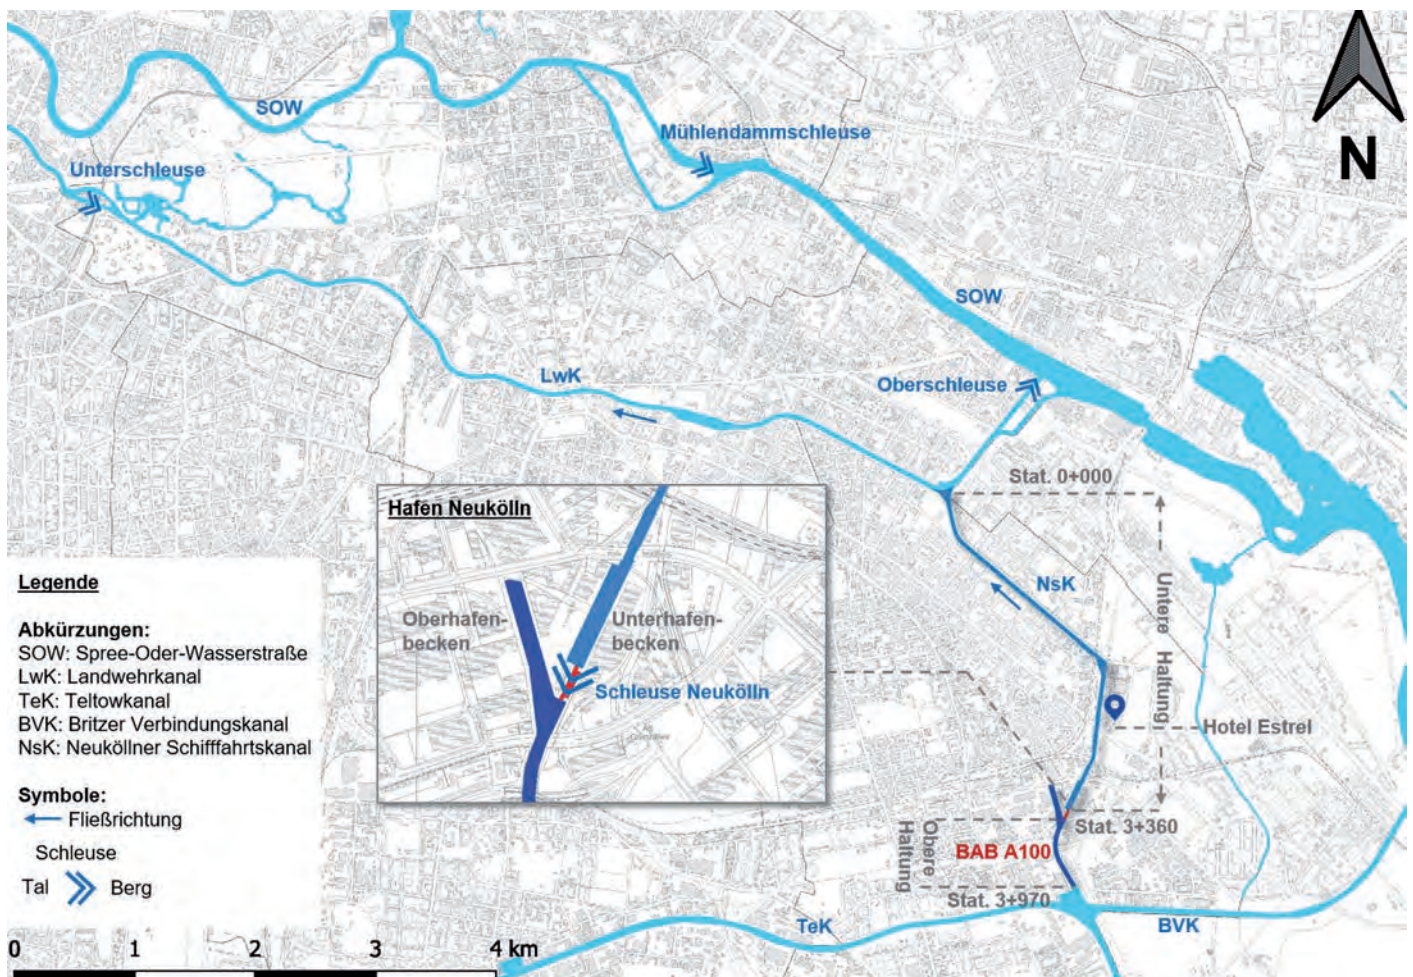 SOW
Mühlendammschleuse
Unterschleuse
N
SOW
Oberschleuse
LwK
Stat. 0+000
Hafen Neukölln
Oberhafen-
becken
Unterhafen-
becken
Schleuse Neukölln
NsK
Untere Haltung
Hotel Estrel
Stat. 3+360
Obere
Haltung
BAB A100
Stat. 3+970
TeK
BVK
Legende
Abkürzungen:
SOW: Spree-Oder-Wasserstraße
LwK: Landwehrkanal
TeK: Teltowkanal
BVK: Britzer Verbindungskanal
NsK: Neuköllner Schifffahrtskanal
Symbole:
Fließrichtung
Schleuse
Tal Berg
0 1 2 3 4 km